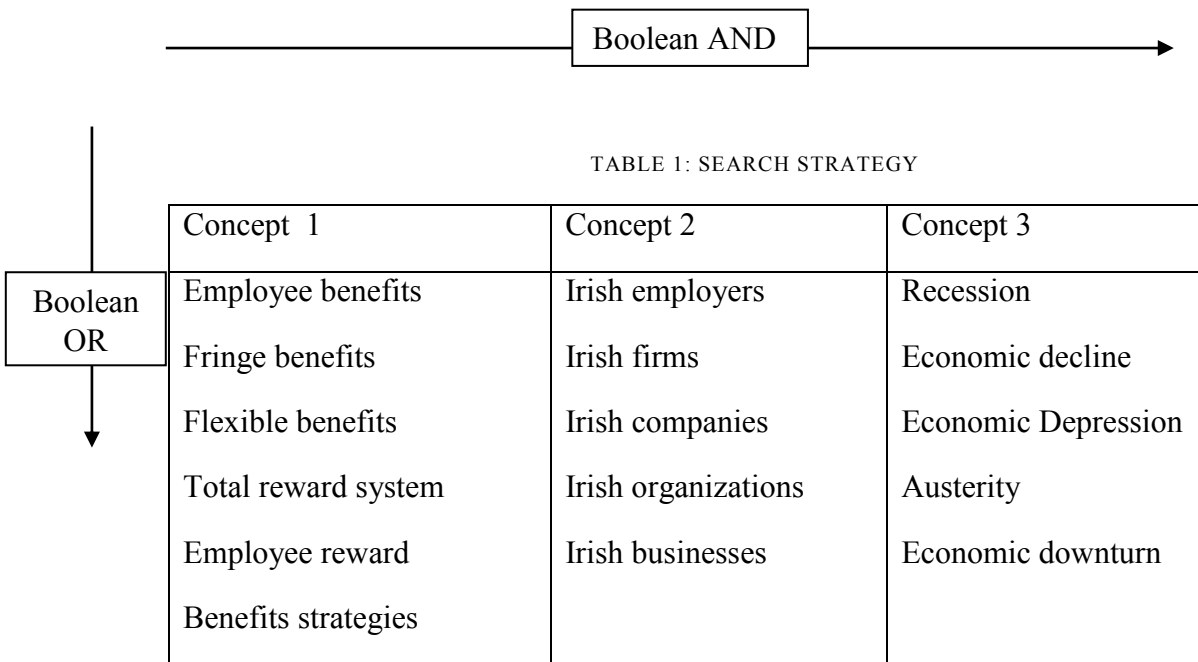 Boolean AND
TABLE 1: SEARCH STRATEGY
Concept 1 Concept 2 Concept 3
Boolean
OR
Employee benefits Irish employers Recession
Fringe benefits Irish firms Economic decline
Flexible benefits Irish companies Economic Depression
Total reward system Irish organizations Austerity
Employee reward Irish businesses Economic downturn
Benefits strategies